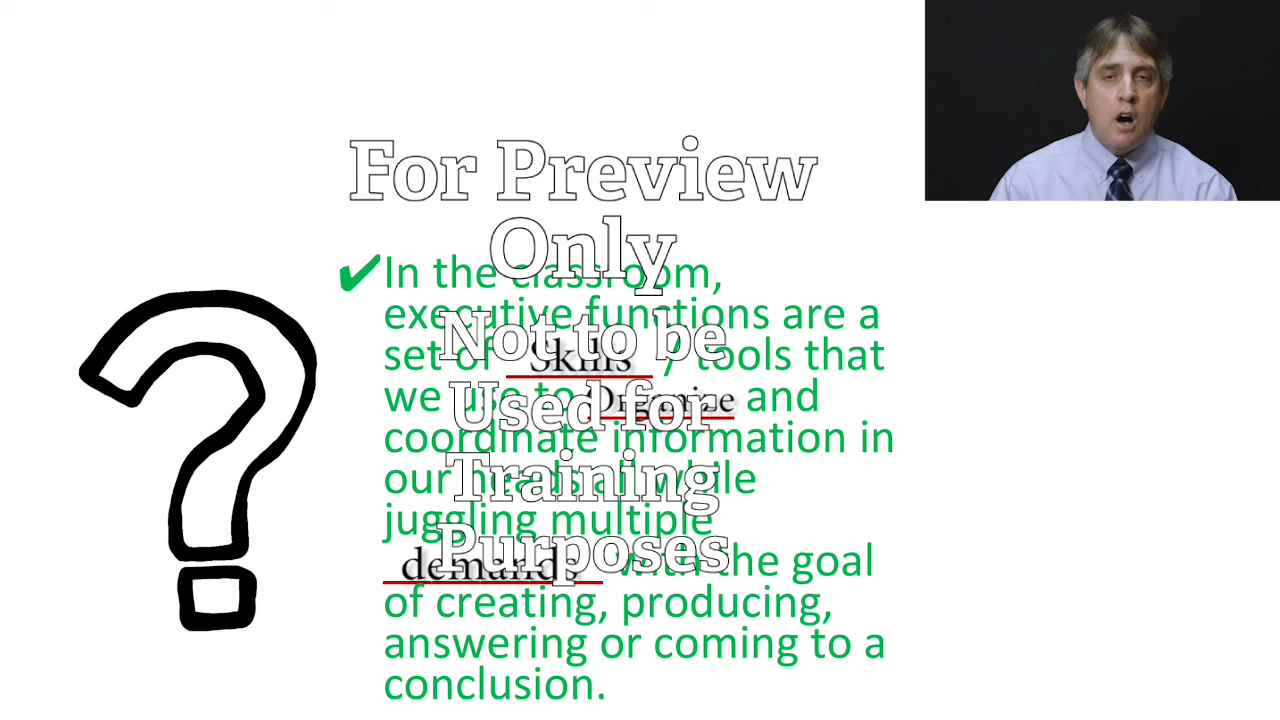 For Preview
Only
Not to be
Used for
Training
Purposes
✔In the classroom,
executive functions are a
set of Skills / tools that
we use to Organize and
coordinate information in
our heads all while
juggling multiple
demands with the goal
of creating, producing,
answering or coming to a
conclusion.